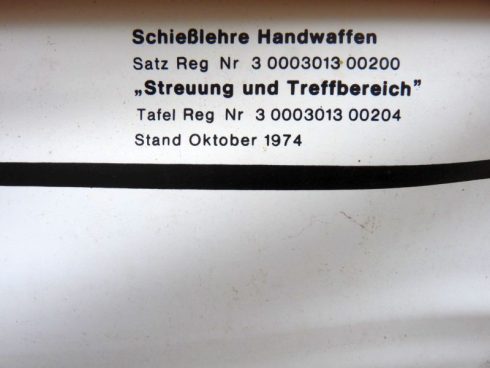 Schießlehre Handwaffen
Satz Reg Nr 3 0003013 00200
„Streuung und Treffbereich”
Tafel Reg Nr 3 0003013 00204
Stand Oktober 1974